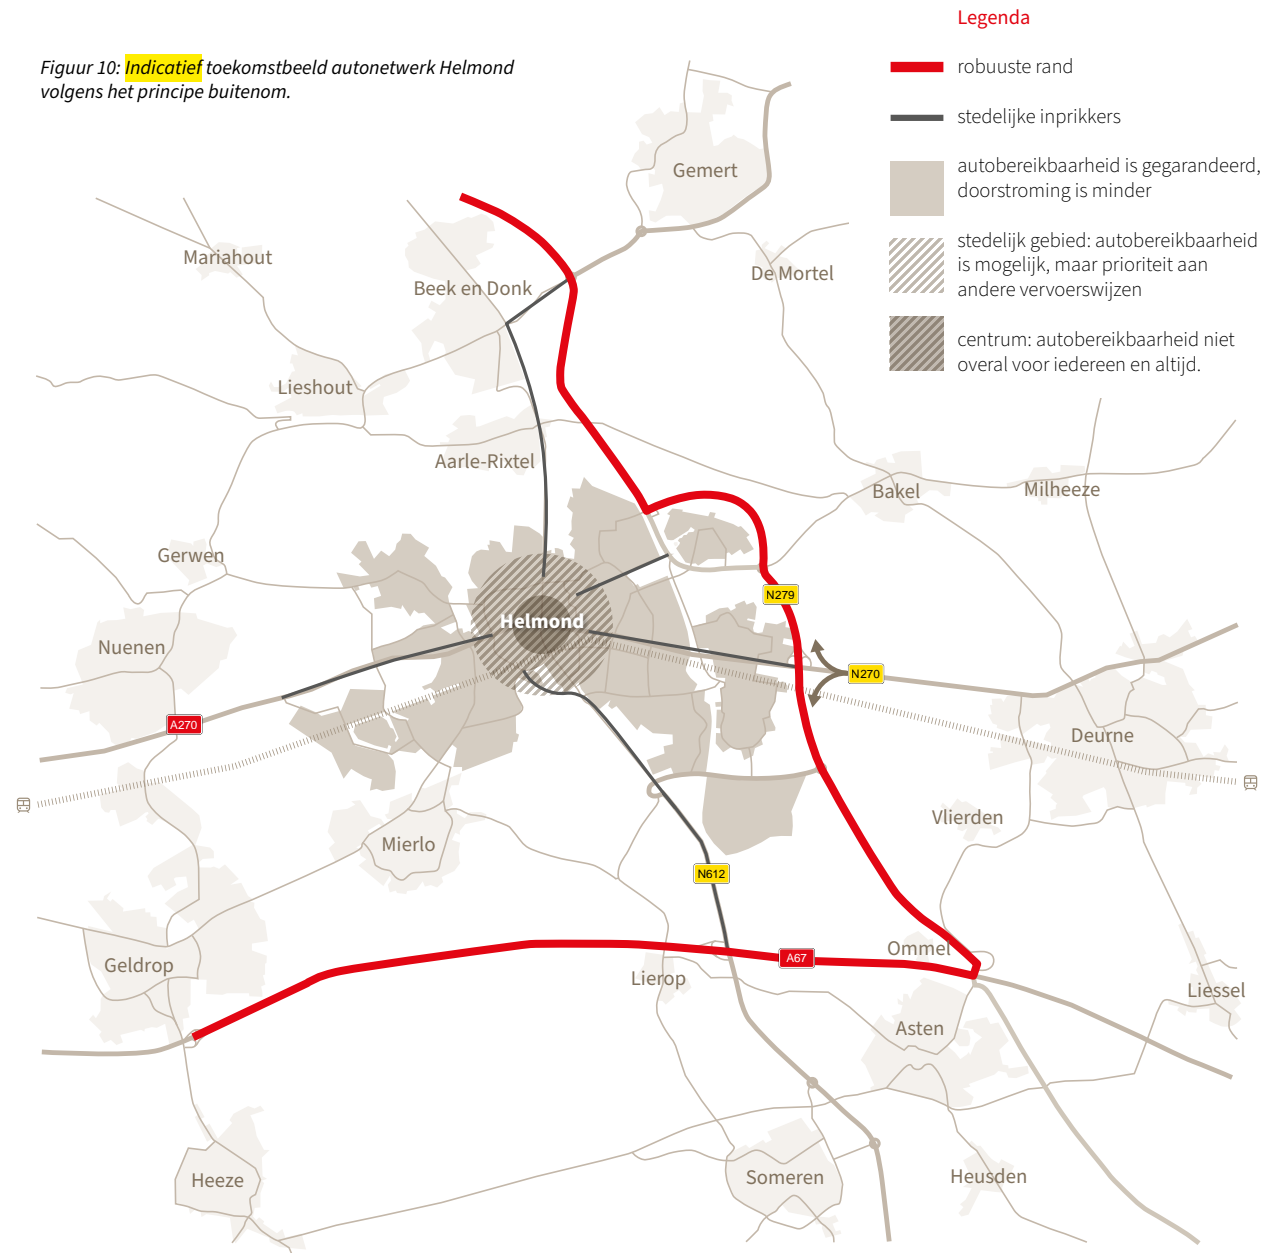 Legenda
Figuur 10: Indicatief toekomstbeeld autonetwerk Helmond
volgens het principe buitenom.
robuuste rand
stedelijke inprikkers
autobereikbaarheid is gegarandeerd,
doorstroming is minder
stedelijk gebied: autobereikbaarheid
is mogelijk, maar prioriteit aan
andere vervoerswijzen
centrum: autobereikbaarheid niet
overal voor iedereen en altijd.
Gemert
Mariahout
De Mortel
Beek en Donk
Lieshout
Aarle-Rixtel
Bakel
Milheeze
Gerwen
N279
Helmond
Nuenen
N270
A270
Deurne
Vlierden
Mierlo
N612
Ommel
A67
Geldrop
Lierop
Liessel
Asten
Heeze
Someren
Heusden